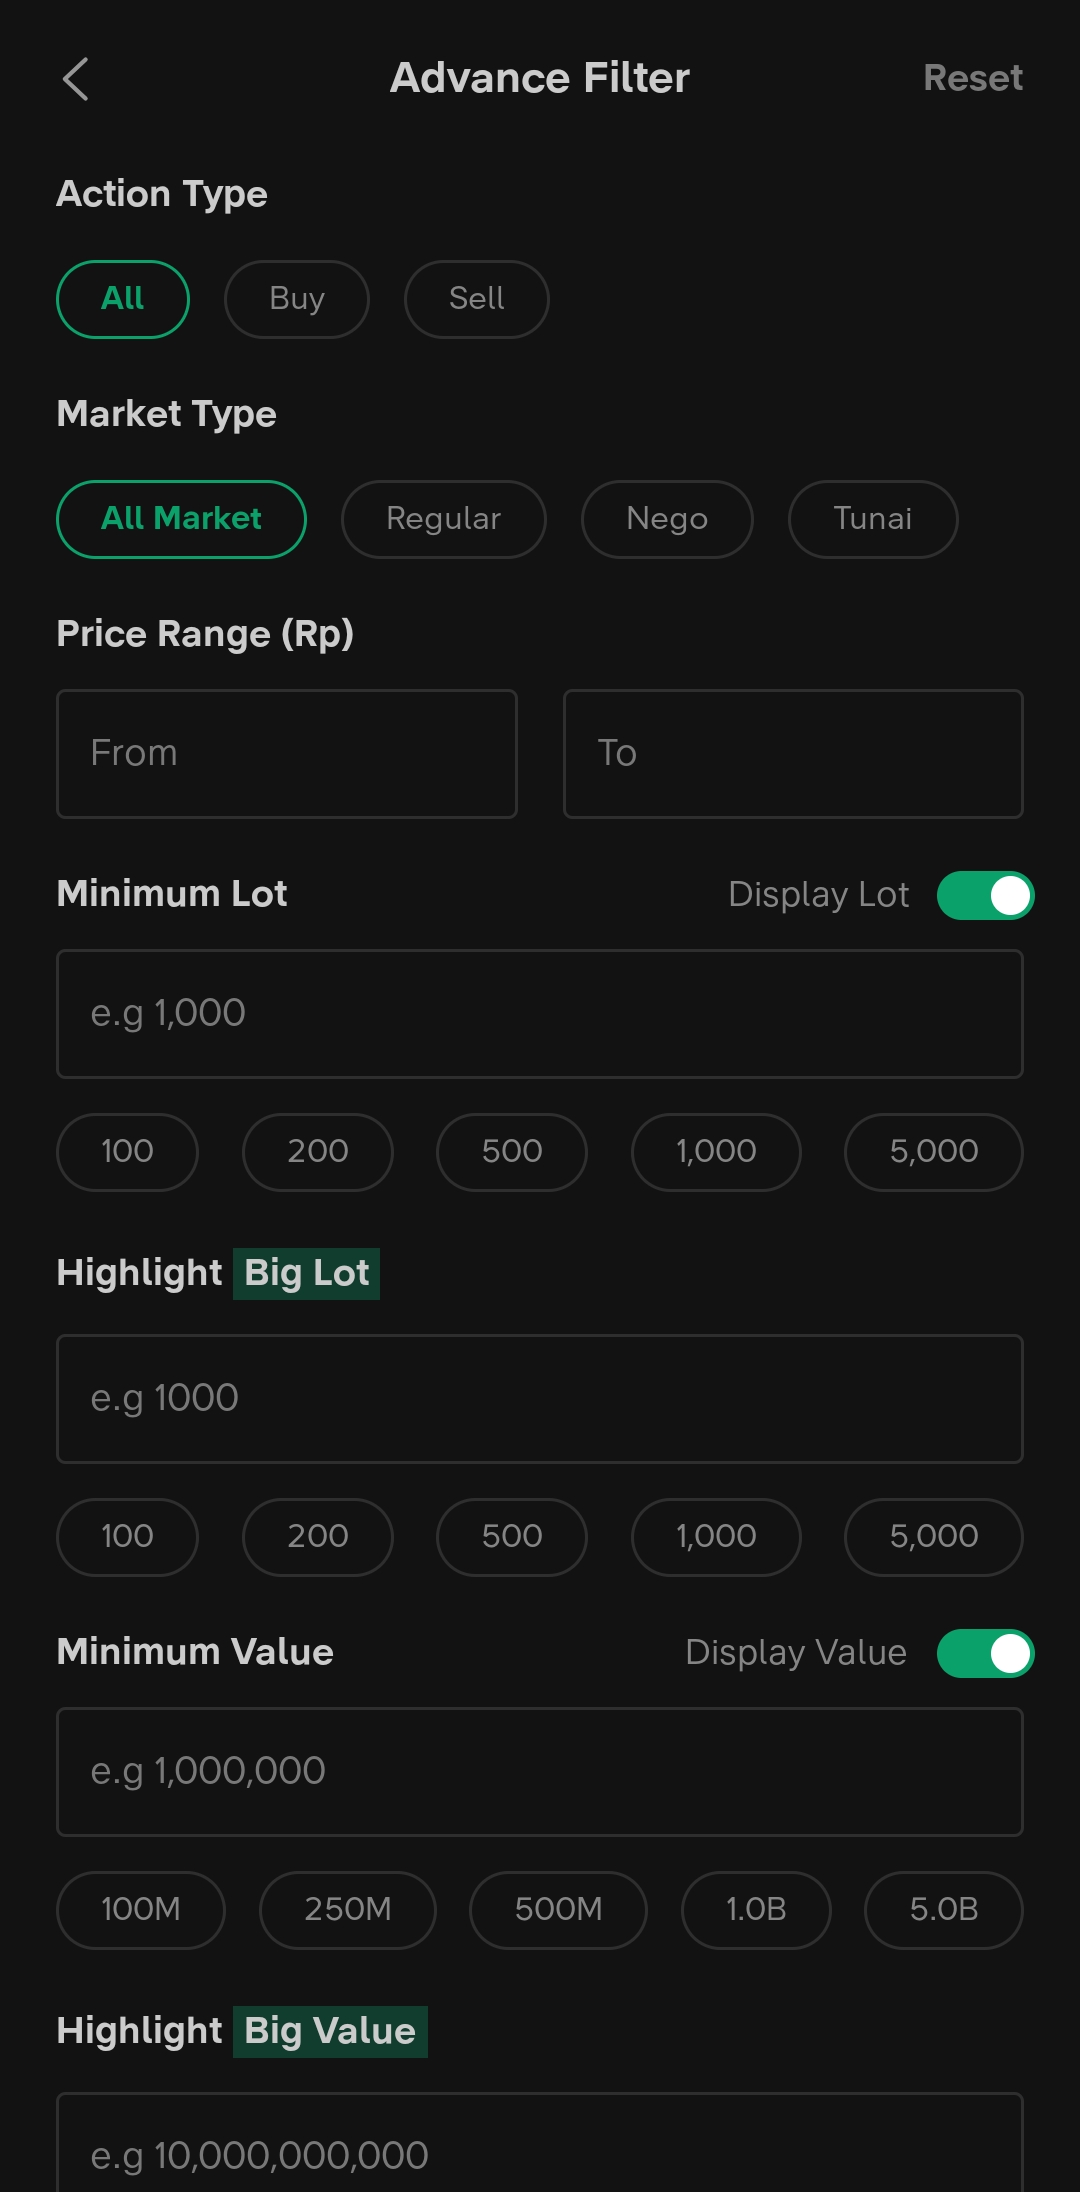 Advance Filter
Reset
Action Type
All
Buy
Sell
Market Type
All Market
Regular
Nego
Tunai
Price Range (Rp)
From
To
Minimum Lot
Display Lot
e.g 1,000
100
200
500
1,000
5,000
Highlight Big Lot
e.g 1000
100
200
500
1,000
5,000
Minimum Value
Display Value
e.g 1,000,000
100M
250M
500M
1.0B
5.0B
Highlight Big Value
e.g 10,000,000,000